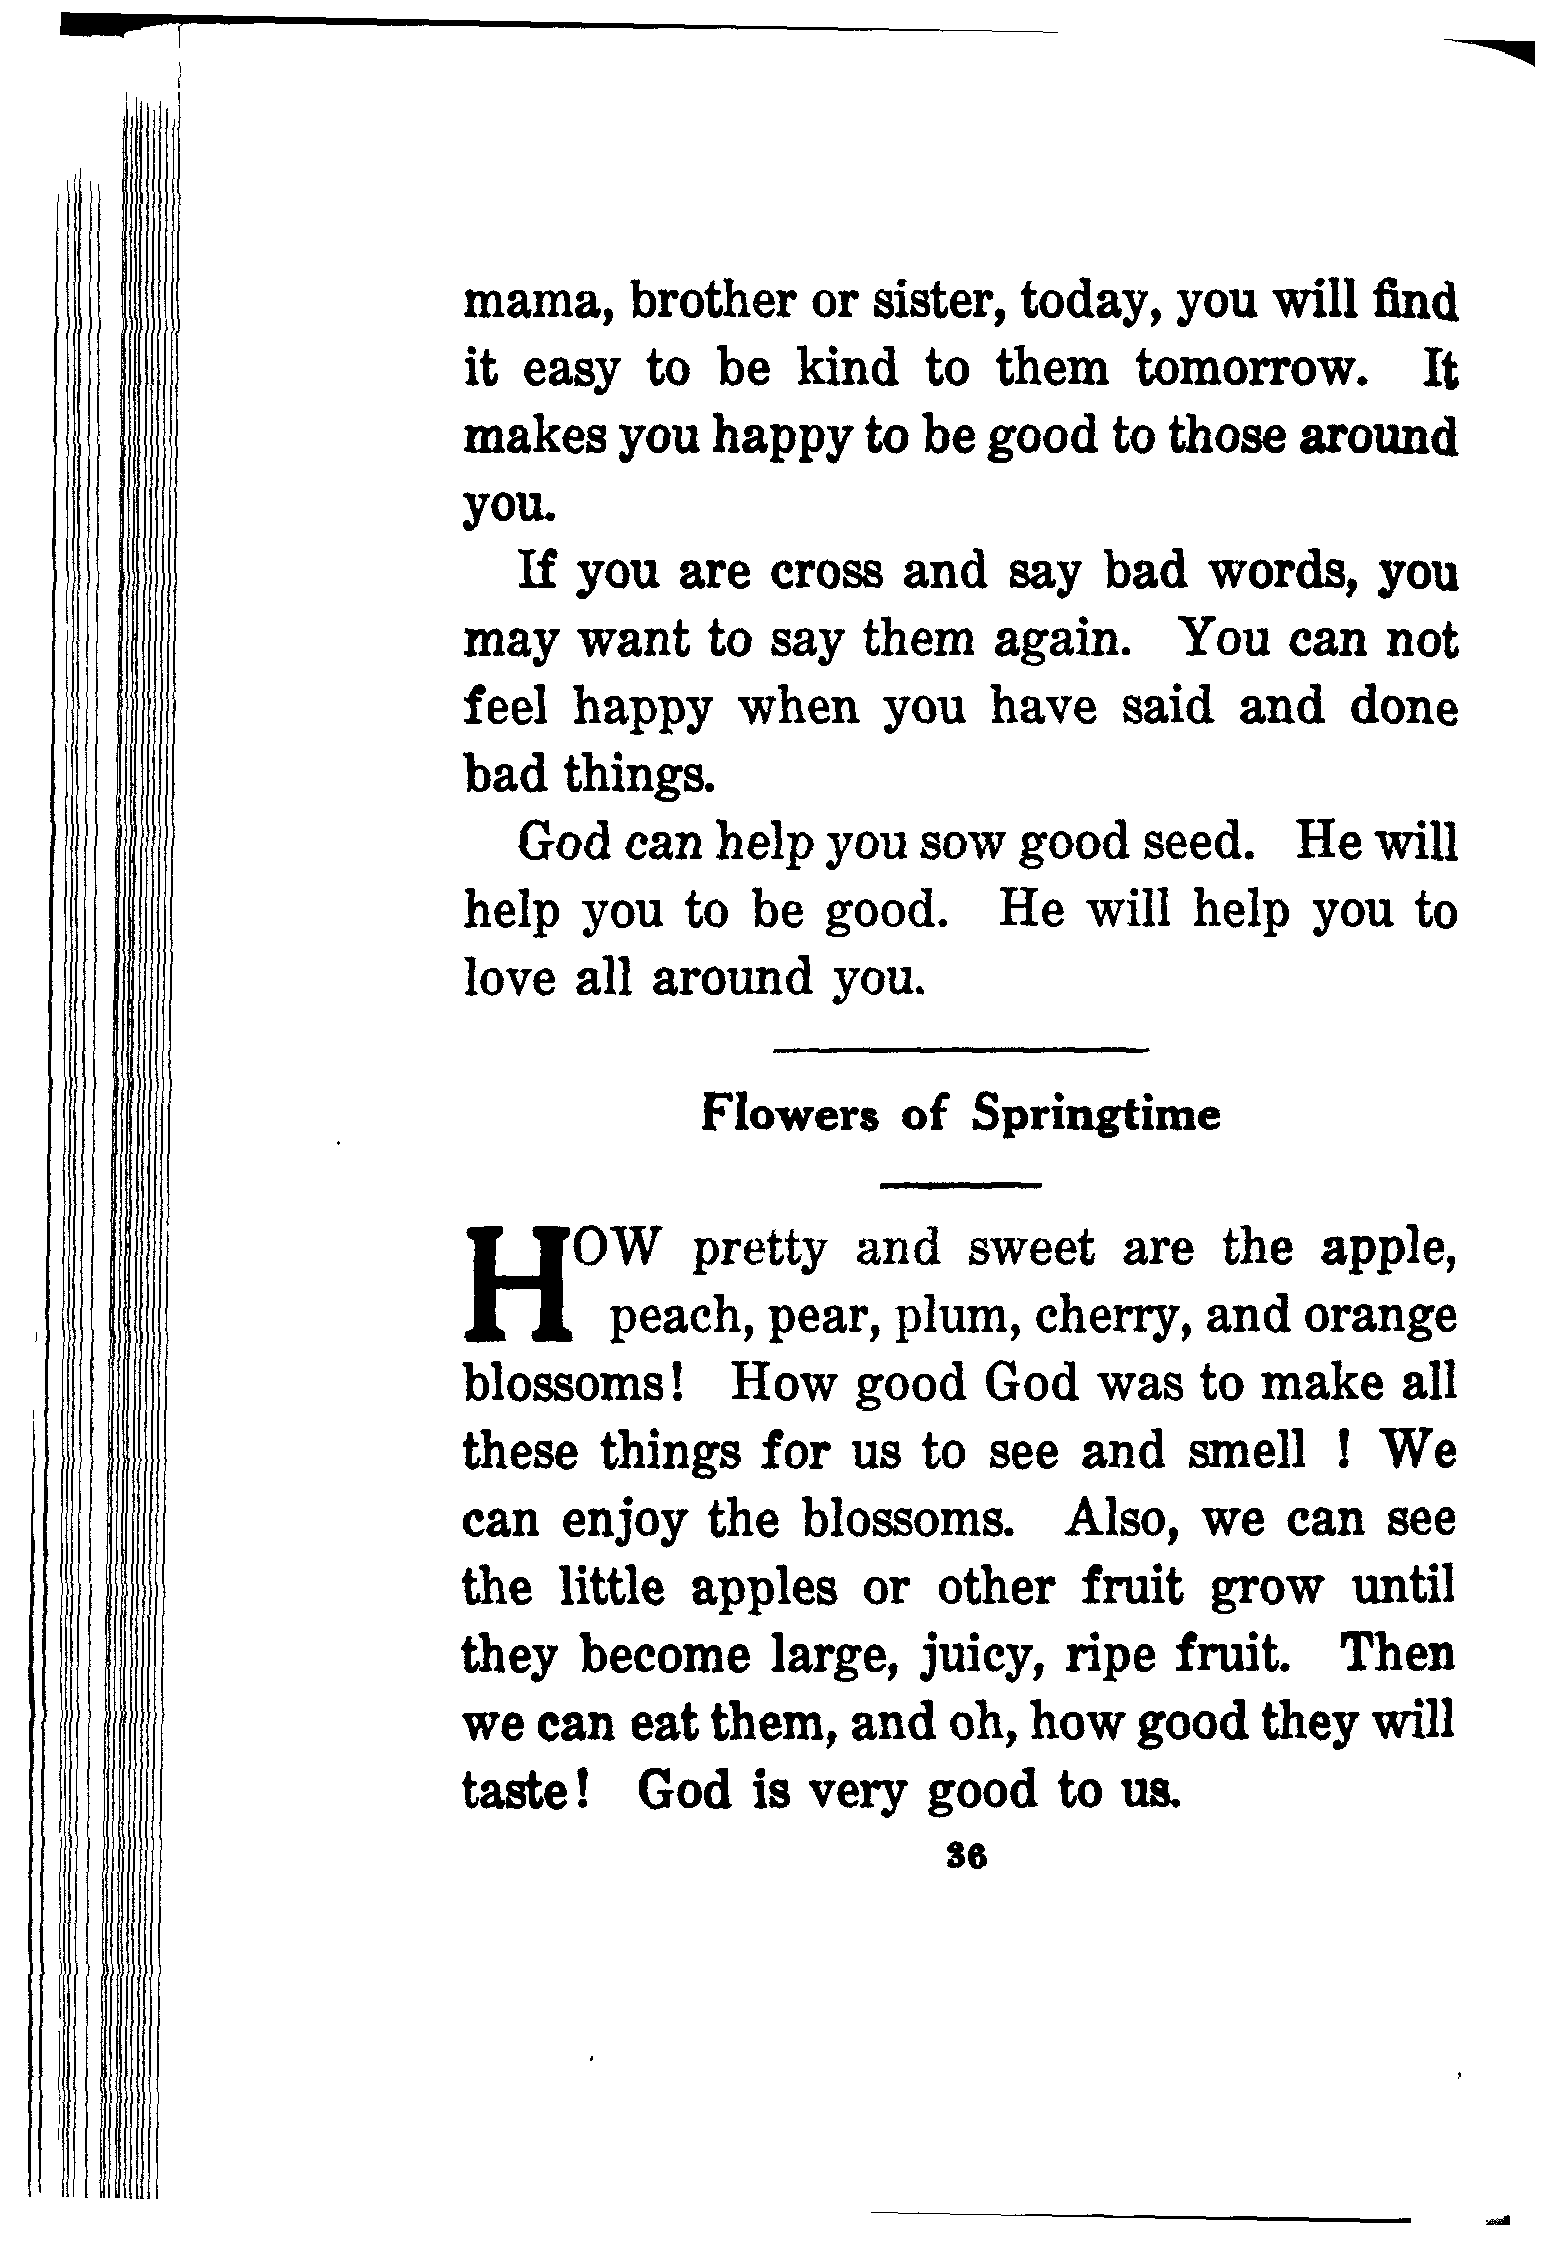 mama, brother or sister, today, you will find
it easy to be kind to them tomorrow. It
makes you happy to be good to those around
you.
If you are cross and say bad words, you
may want to say them again. You can not
feel happy when you have said and done
bad things.
God can help you sow good seed. He will
help you to be good. He will help you to
love all around you.
Flowers of Springtime
HOW pretty and sweet are the apple,
peach, pear, plum, cherry, and orange
blossoms! How good God was to make all
these things for us to see and smell ! We
can enjoy the blossoms. Also, we can see
the little apples or other fruit grow until
they become large, juicy, ripe fruit. Then
we can eat them, and oh, how good they will
taste! God is very good to us.
36